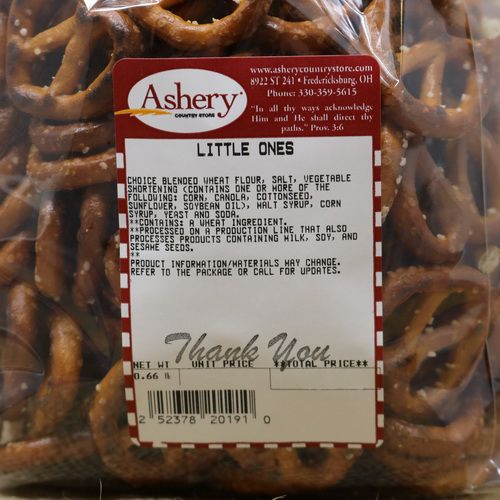 Ashery
COUNTRY STORE
www.asherycountrystore.com
8922 ST 241 • Fredericksburg, OH
Phone: 330-359-5615
"In all thy ways acknowledge
Him and He shall direct thy
paths." Prov. 3:6
LITTLE ONES
CHOICE BLENDED WHEAT FLOUR, SALT, VEGETABLE
SHORTENING (CONTAINS ONE OR MORE OF THE
FOLLOWING: CORN, CANOLA, COTTONSEED,
SUNFLOWER, SOYBEAN OIL), MALT SYRUP, CORN
SYRUP, YEAST AND SODA.
**CONTAINS: A WHEAT INGREDIENT.
**PROCESSED ON A PRODUCTION LINE THAT ALSO
PROCESSES PRODUCTS CONTAINING MILK, SOY, AND
SESAME SEEDS.
**
PRODUCT INFORMATION/MATERIALS MAY CHANGE.
REFER TO THE PACKAGE OR CALL FOR UPDATES.
Thank You
NET WT UNIT PRICE **TOTAL PRICE**
0.66 lb
2 52378 20191 0